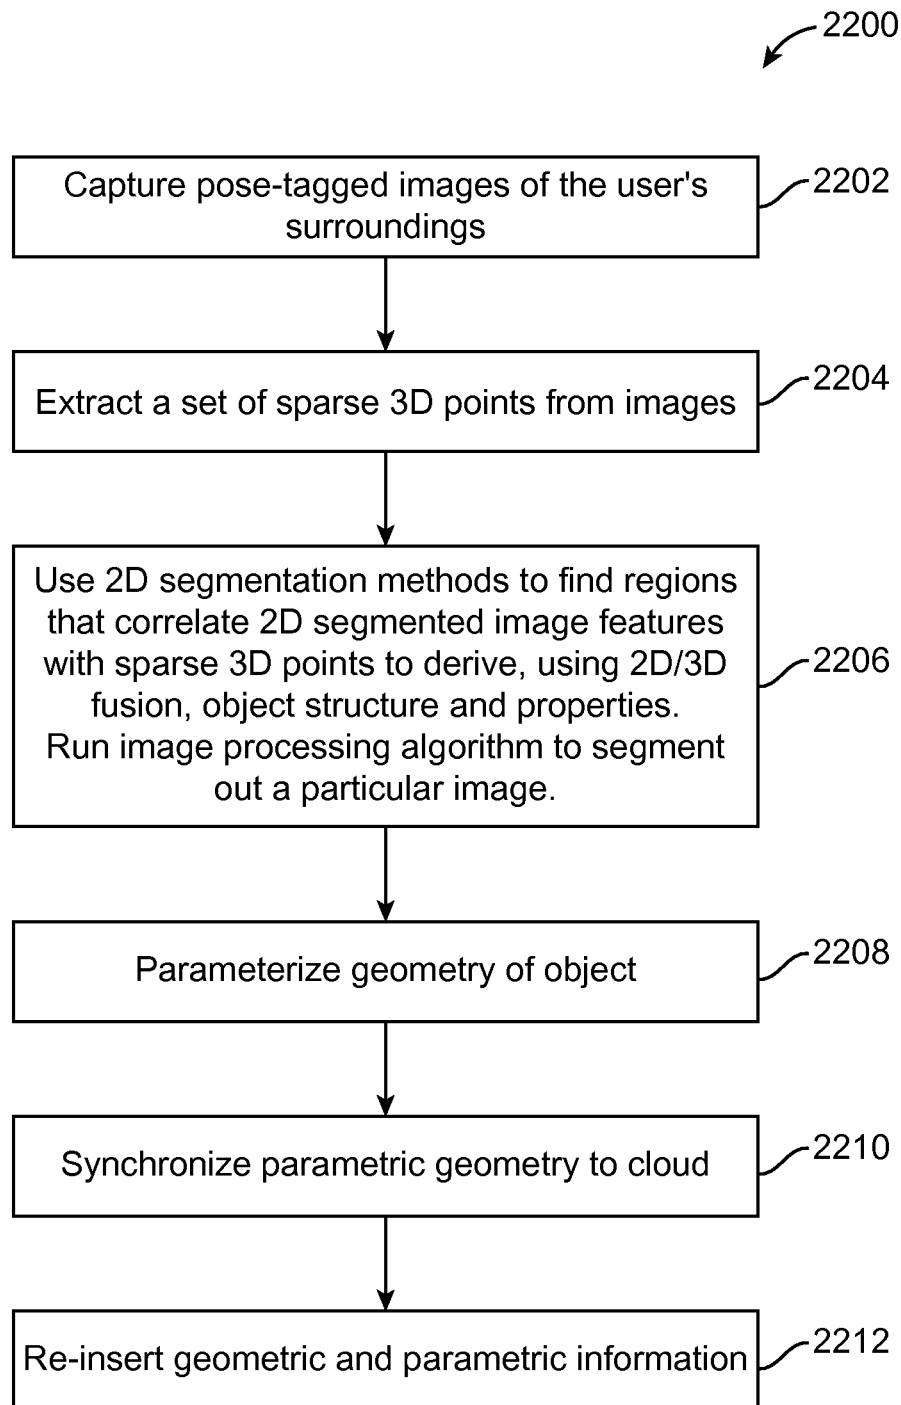 2200
Capture pose-tagged images of the user's
surroundings
2202
Extract a set of sparse 3D points from images
2204
Use 2D segmentation methods to find regions
that correlate 2D segmented image features
with sparse 3D points to derive, using 2D/3D
fusion, object structure and properties.
Run image processing algorithm to segment
out a particular image.
2206
Parameterize geometry of object
2208
Synchronize parametric geometry to cloud
2210
Re-insert geometric and parametric information
2212